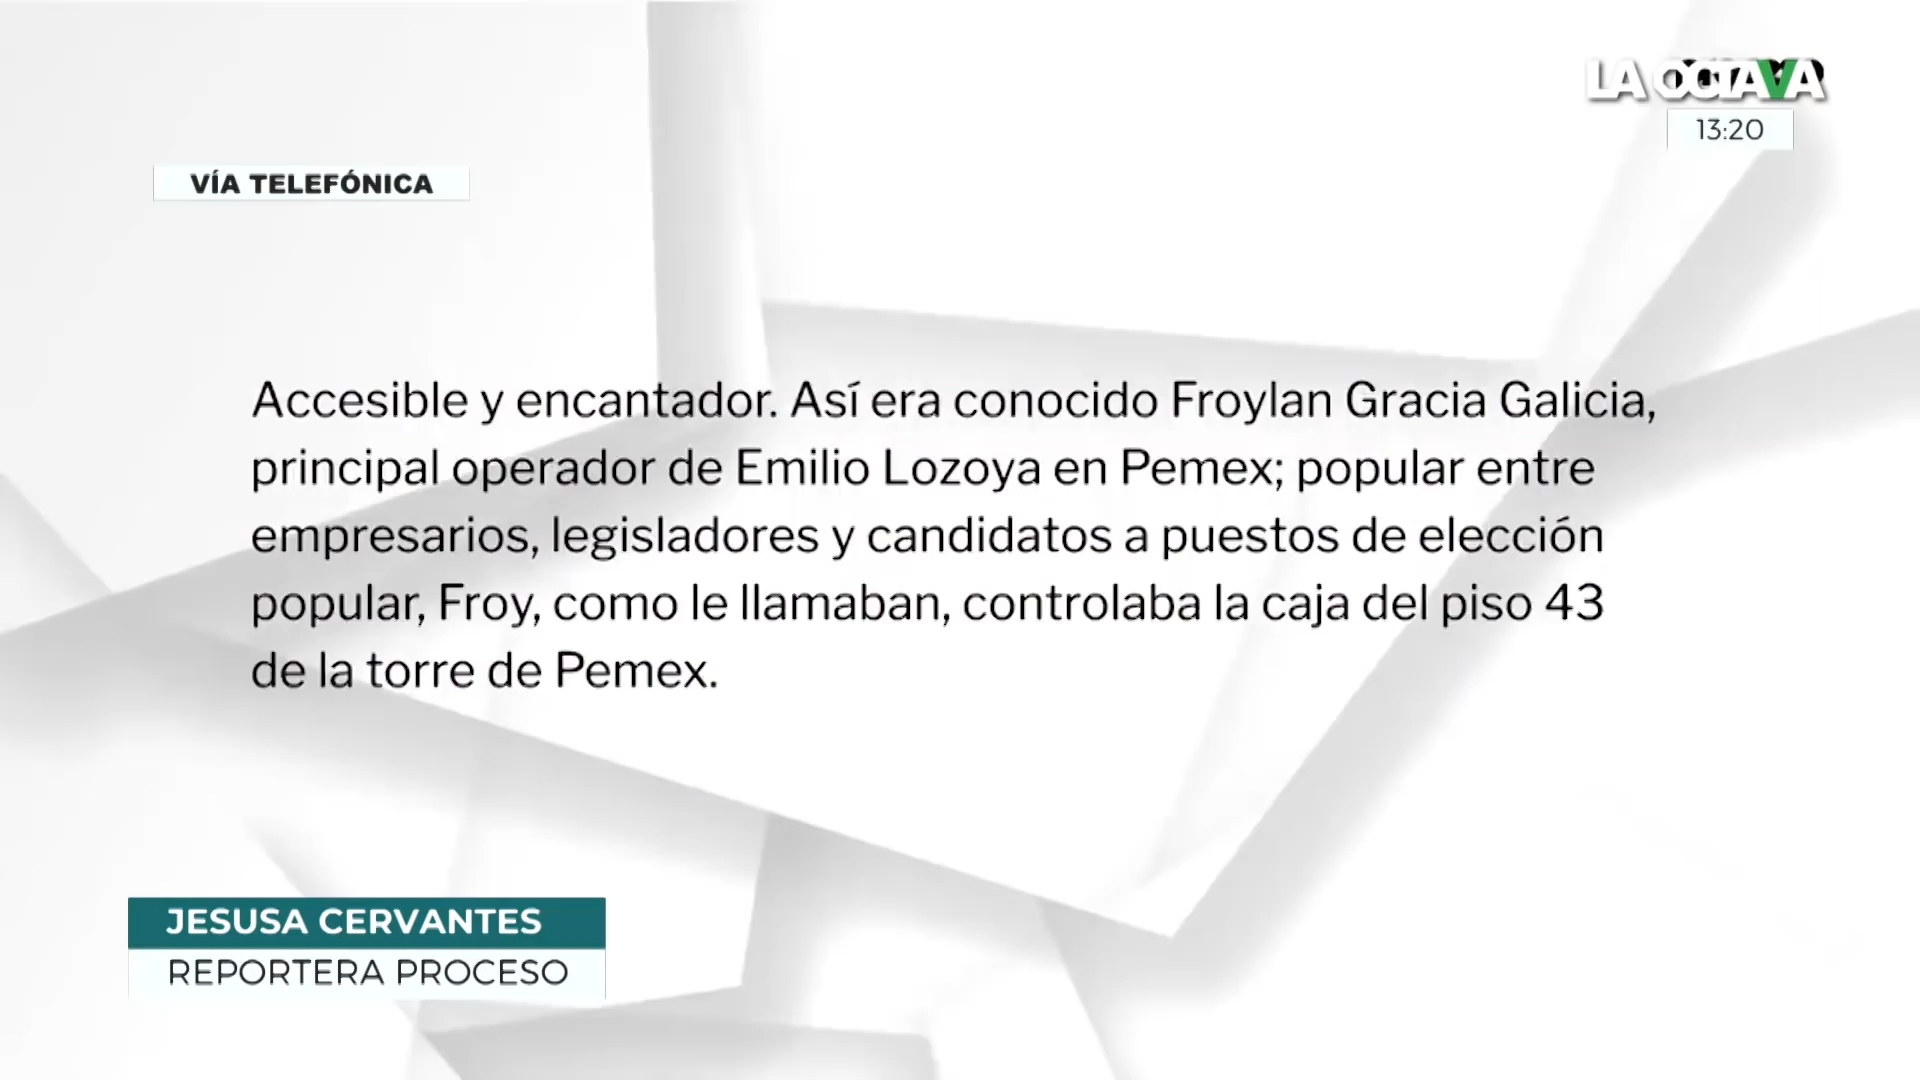 LA OCTAVA
13:20
VÍA TELEFÓNICA
Accesible y encantador. Así era conocido Froylan Gracia Galicia,
principal operador de Emilio Lozoya en Pemex; popular entre
empresarios, legisladores y candidatos a puestos de elección
popular, Froy, como le llamaban, controlaba la caja del piso 43
de la torre de Pemex.
JESUSA CERVANTES
REPORTERA PROCESO